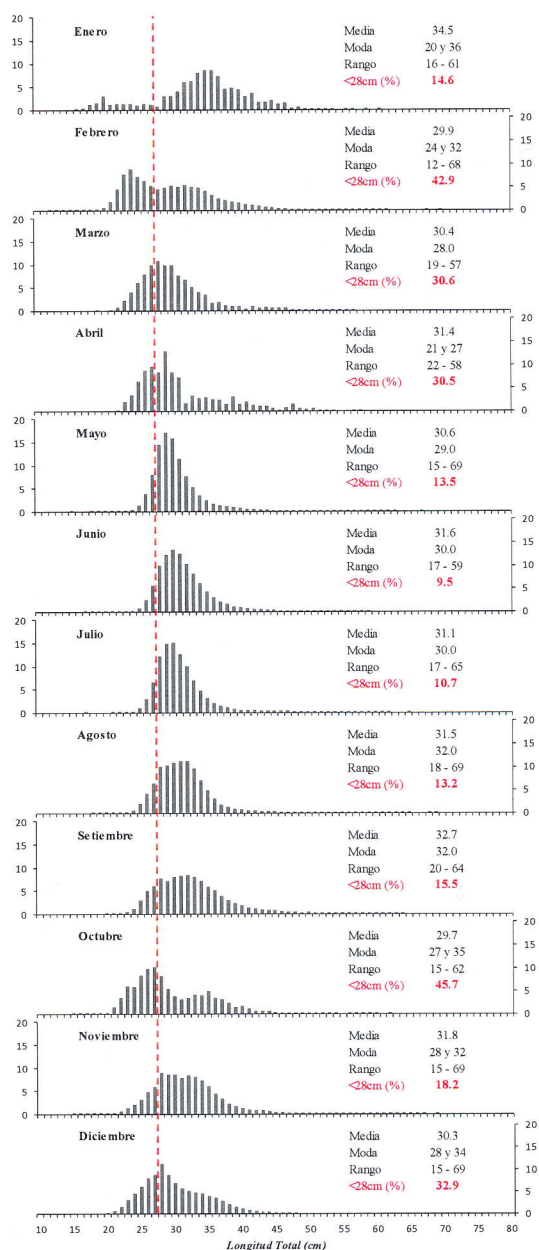 20
15
10
5
0
Enero
Media 34.5
Moda 20 y 36
Rango 16 - 61
<28cm (%) 14.6
20
15
10
5
0
Febrero
Media 29.9
Moda 24 y 32
Rango 12 - 68
<28cm (%) 42.9
20
15
10
5
0
Marzo
Media 30.4
Moda 28.0
Rango 19 - 57
<28cm (%) 30.6
20
15
10
5
0
Abril
Media 31.4
Moda 21 y 27
Rango 22 - 58
<28cm (%) 30.5
20
15
10
5
0
Mayo
Media 30.6
Moda 29.0
Rango 15 - 69
<28cm (%) 13.5
20
15
10
5
0
Junio
Media 31.6
Moda 30.0
Rango 17 - 59
<28cm (%) 9.5
20
15
10
5
0
Julio
Media 31.1
Moda 30.0
Rango 17 - 65
<28cm (%) 10.7
20
15
10
5
0
Agosto
Media 31.5
Moda 32.0
Rango 18 - 69
<28cm (%) 13.2
20
15
10
5
0
Setiembre
Media 32.7
Moda 32.0
Rango 20 - 64
<28cm (%) 15.5
20
15
10
5
0
Octubre
Media 29.7
Moda 27 y 35
Rango 15 - 62
<28cm (%) 45.7
20
15
10
5
0
Noviembre
Media 31.8
Moda 28 y 32
Rango 15 - 69
<28cm (%) 18.2
20
15
10
5
0
Diciembre
Media 30.3
Moda 28 y 34
Rango 15 - 69
<28cm (%) 32.9
10 15 20 25 30 35 40 45 50 55 60 65 70 75 80
Longitud Total (cm)